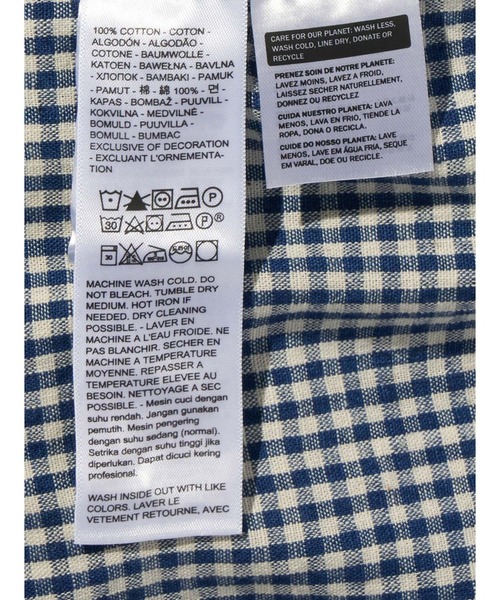 100% COTTON - COTON -
ALGODÓN - ALGODÃO -
COTONE - BAUMWOLLE -
KATOEN - BAWEŁNA - BAVLNA
- ХЛОПОК - BAMBAKI - PAMUK
- PAMUT - 棉 - 綿 100% - 면
KAPAS - BOMBAŽ - PUUVILL -
KOKVILNA - MEDVILNĖ -
BOMULD - PUUVILLA -
BOMULL - BUMBAC
EXCLUSIVE OF DECORATION
- EXCLUANT L'ORNEMENTA-
TION
P
30 P®
30
MACHINE WASH COLD. DO
NOT BLEACH. TUMBLE DRY
MEDIUM. HOT IRON IF
NEEDED. DRY CLEANING
POSSIBLE. - LAVER EN
MACHINE A L'EAU FROIDE. NE
PAS BLANCHIR. SECHER EN
MACHINE A TEMPERATURE
MOYENNE. REPASSER A
TEMPERATURE ELEVEE AU
BESOIN. NETTOYAGE A SEC
POSSIBLE. - Mesin cuci dengan
suhu rendah. Jangan gunakan
pemutih. Mesin pengering
dengan suhu sedang (normal).
Setrika dengan suhu tinggi jika
diperlukan. Dapat dicuci kering
profesional.
WASH INSIDE OUT WITH LIKE
COLORS. LAVER LE
VETEMENT RETOURNE, AVEC
CARE FOR OUR PLANET: WASH LESS,
WASH COLD, LINE DRY, DONATE OR
RECYCLE
PRENEZ SOIN DE NOTRE PLANETE:
LAVEZ MOINS, LAVEZ A FROID,
LAISSEZ SECHER NATURELLEMENT,
DONNEZ OU RECYCLEZ
CUIDA NUESTRO PLANETA: LAVA
MENOS, LAVA EN FRIO, TIENDE LA
ROPA, DONA O RECICLA.
CUIDE DO NOSSO PLANETA: LAVE
MENOS, LAVE EM ÁGUA FRIA, SEQUE
EM VARAL, DOE OU RECICLE.